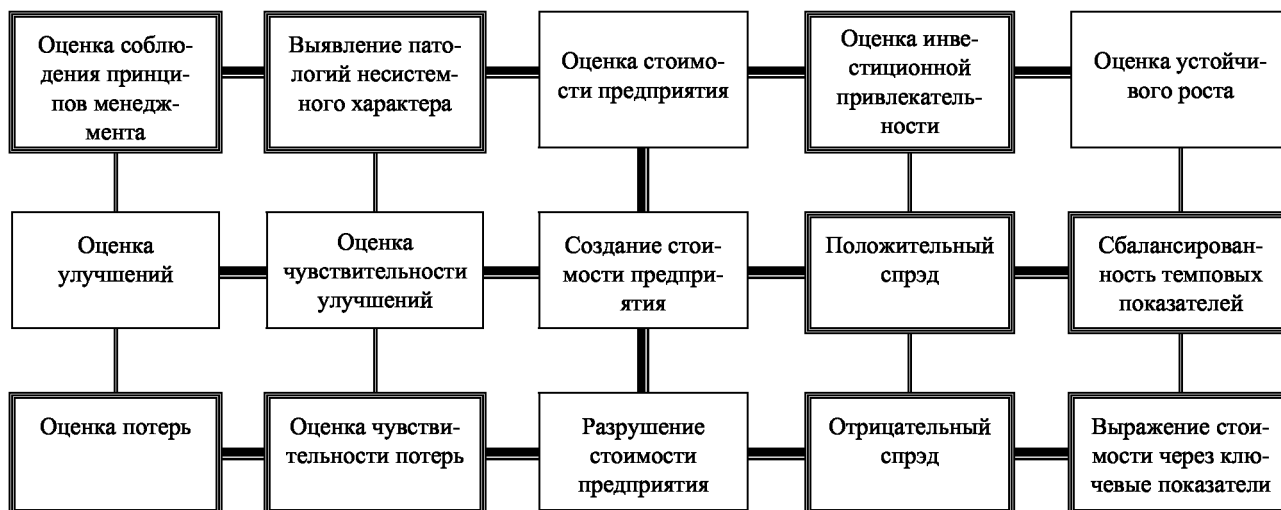 Оценка соблю-
дения принци-
пов менедж-
мента
Выявление пато-
логий несистем-
ного характера
Оценка стоимо-
сти предприятия
Оценка инве-
стиционной
привлекатель-
ности
Оценка устойчи-
вого роста
Оценка
улучшений
Оценка
чувствительности
улучшений
Создание стои-
мости предпри-
ятия
Положительный
спрэд
Сбалансирован-
ность темповых
показателей
Оценка потерь
Оценка чувстви-
тельности потерь
Разрушение
стоимости
предприятия
Отрицательный
спрэд
Выражение стои-
мости через клю-
чевые показатели